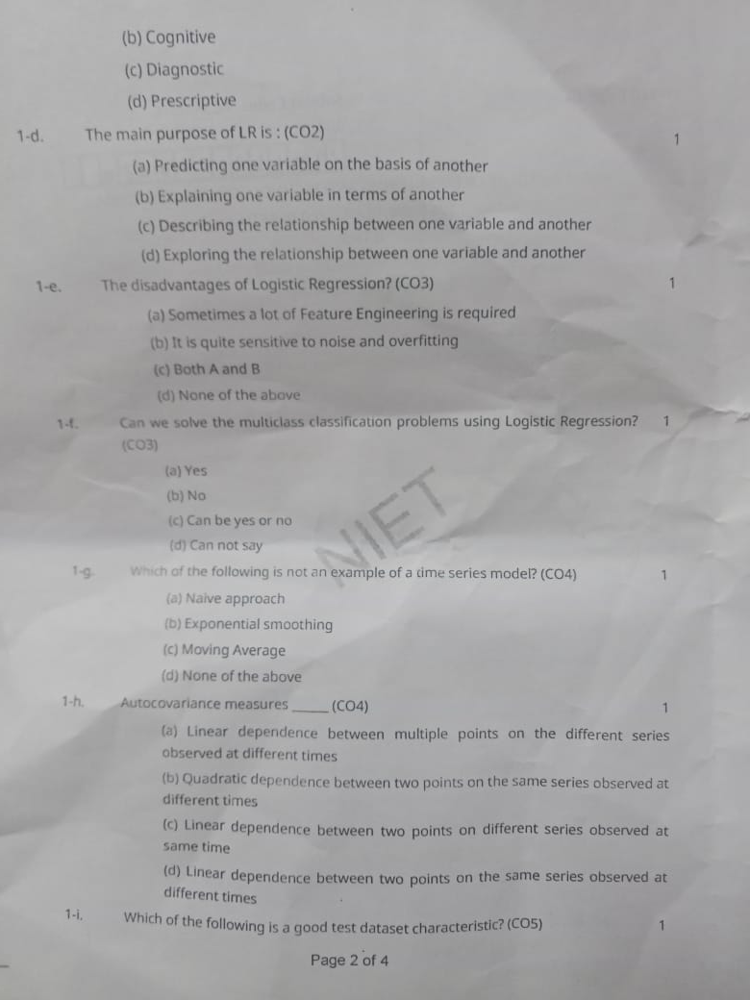 (b) Cognitive
(c) Diagnostic
(d) Prescriptive
1-d. The main purpose of LR is : (CO2) 1
(a) Predicting one variable on the basis of another
(b) Explaining one variable in terms of another
(c) Describing the relationship between one variable and another
(d) Exploring the relationship between one variable and another
1-e. The disadvantages of Logistic Regression? (CO3) 1
(a) Sometimes a lot of Feature Engineering is required
(b) It is quite sensitive to noise and overfitting
(c) Both A and B
(d) None of the above
1-f. Can we solve the multiclass classification problems using Logistic Regression? 1
(CO3)
(a) Yes
(b) No
(c) Can be yes or no
(d) Can not say
NIET
1-g. Which of the following is not an example of a time series model? (CO4) 1
(a) Naive approach
(b) Exponential smoothing
(c) Moving Average
(d) None of the above
1-h. Autocovariance measures _____ (CO4) 1
(a) Linear dependence between multiple points on the different series
observed at different times
(b) Quadratic dependence between two points on the same series observed at
different times
(c) Linear dependence between two points on different series observed at
same time
(d) Linear dependence between two points on the same series observed at
different times
1-i. Which of the following is a good test dataset characteristic? (CO5) 1
Page 2 of 4